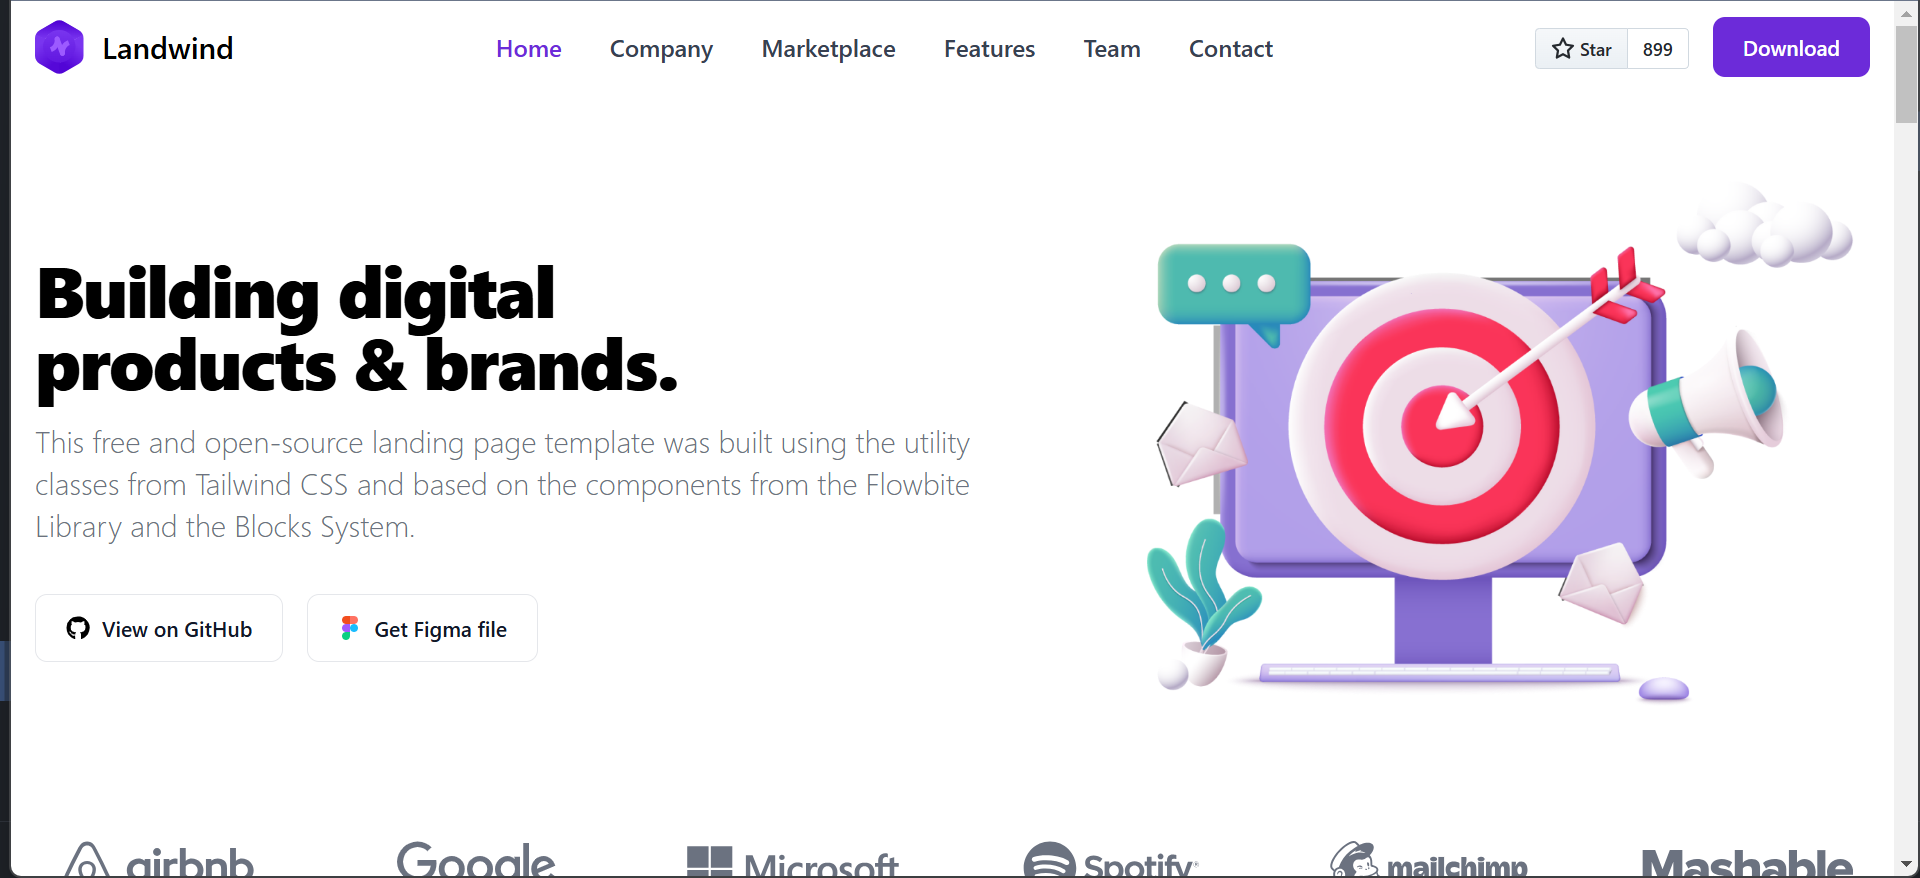 Landwind
Home Company Marketplace Features Team Contact
Star 899
Download
Building digital
products & brands.
This free and open-source landing page template was built using the utility
classes from Tailwind CSS and based on the components from the Flowbite
Library and the Blocks System.
View on GitHub
Get Figma file
airbnb Google Microsoft Spotify mailchimp Mashable